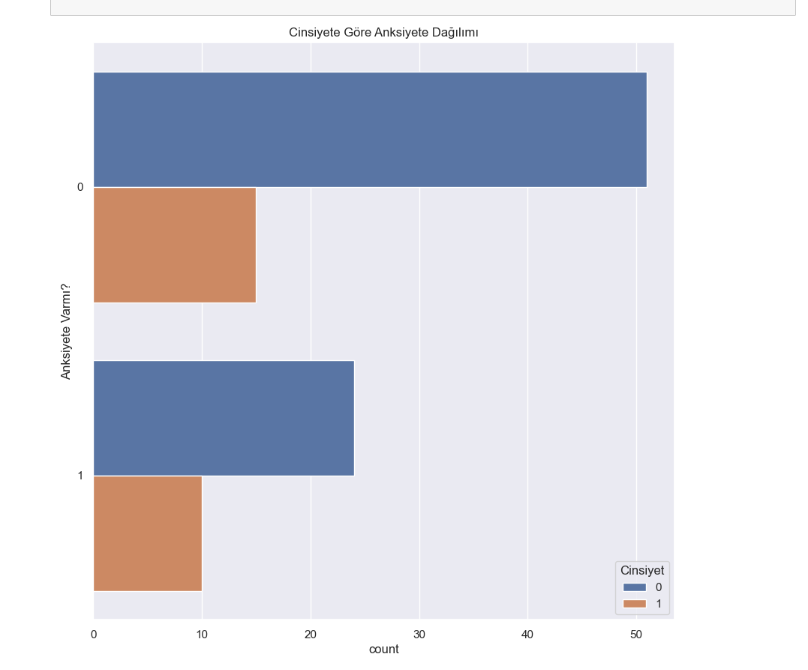 Cinsiyete Göre Anksiyete Dağılımı
0
Anksiyete Varmı?
1
Cinsiyet
0
1
0 10 20 30 40 50
count